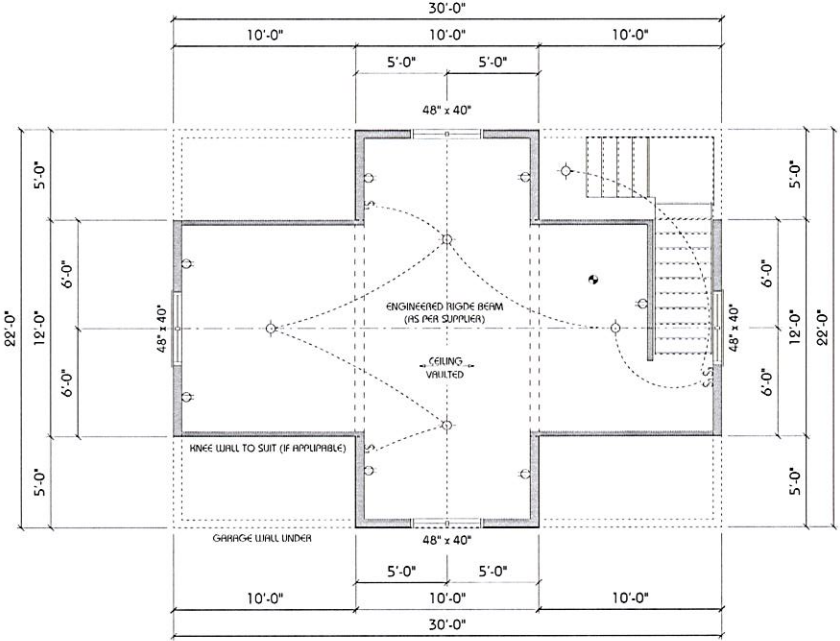 30'-0"
10'-0" 10'-0" 10'-0"
5'-0" 5'-0"
48" x 40"
5'-0" 5'-0"
S
6'-0" 6'-0"
ENGINEERED RIGDE BEAM
(AS PER SUPPLIER)
22'-0" 12'-0" 48" x 40" 48" x 40" 12'-0" 22'-0"
CEILING
VAULTED
S S
6'-0" 6'-0"
S
KNEE WALL TO SUIT (IF APPLIPABLE)
5'-0" 5'-0"
GARAGE WALL UNDER
48" x 40"
5'-0" 5'-0"
10'-0" 10'-0" 10'-0"
30'-0"